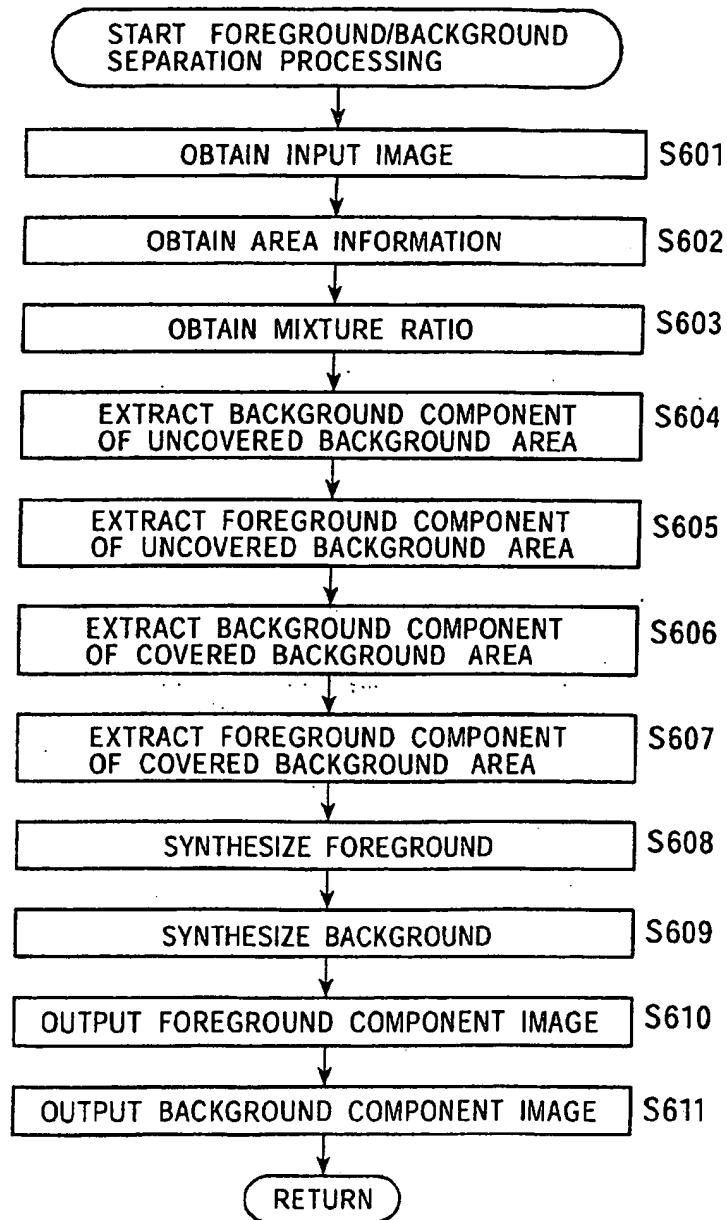 START FOREGROUND/BACKGROUND
SEPARATION PROCESSING
OBTAIN INPUT IMAGE S601
OBTAIN AREA INFORMATION S602
OBTAIN MIXTURE RATIO S603
EXTRACT BACKGROUND COMPONENT
OF UNCOVERED BACKGROUND AREA S604
EXTRACT FOREGROUND COMPONENT
OF UNCOVERED BACKGROUND AREA S605
EXTRACT BACKGROUND COMPONENT
OF COVERED BACKGROUND AREA S606
EXTRACT FOREGROUND COMPONENT
OF COVERED BACKGROUND AREA S607
SYNTHESIZE FOREGROUND S608
SYNTHESIZE BACKGROUND S609
OUTPUT FOREGROUND COMPONENT IMAGE S610
OUTPUT BACKGROUND COMPONENT IMAGE S611
RETURN